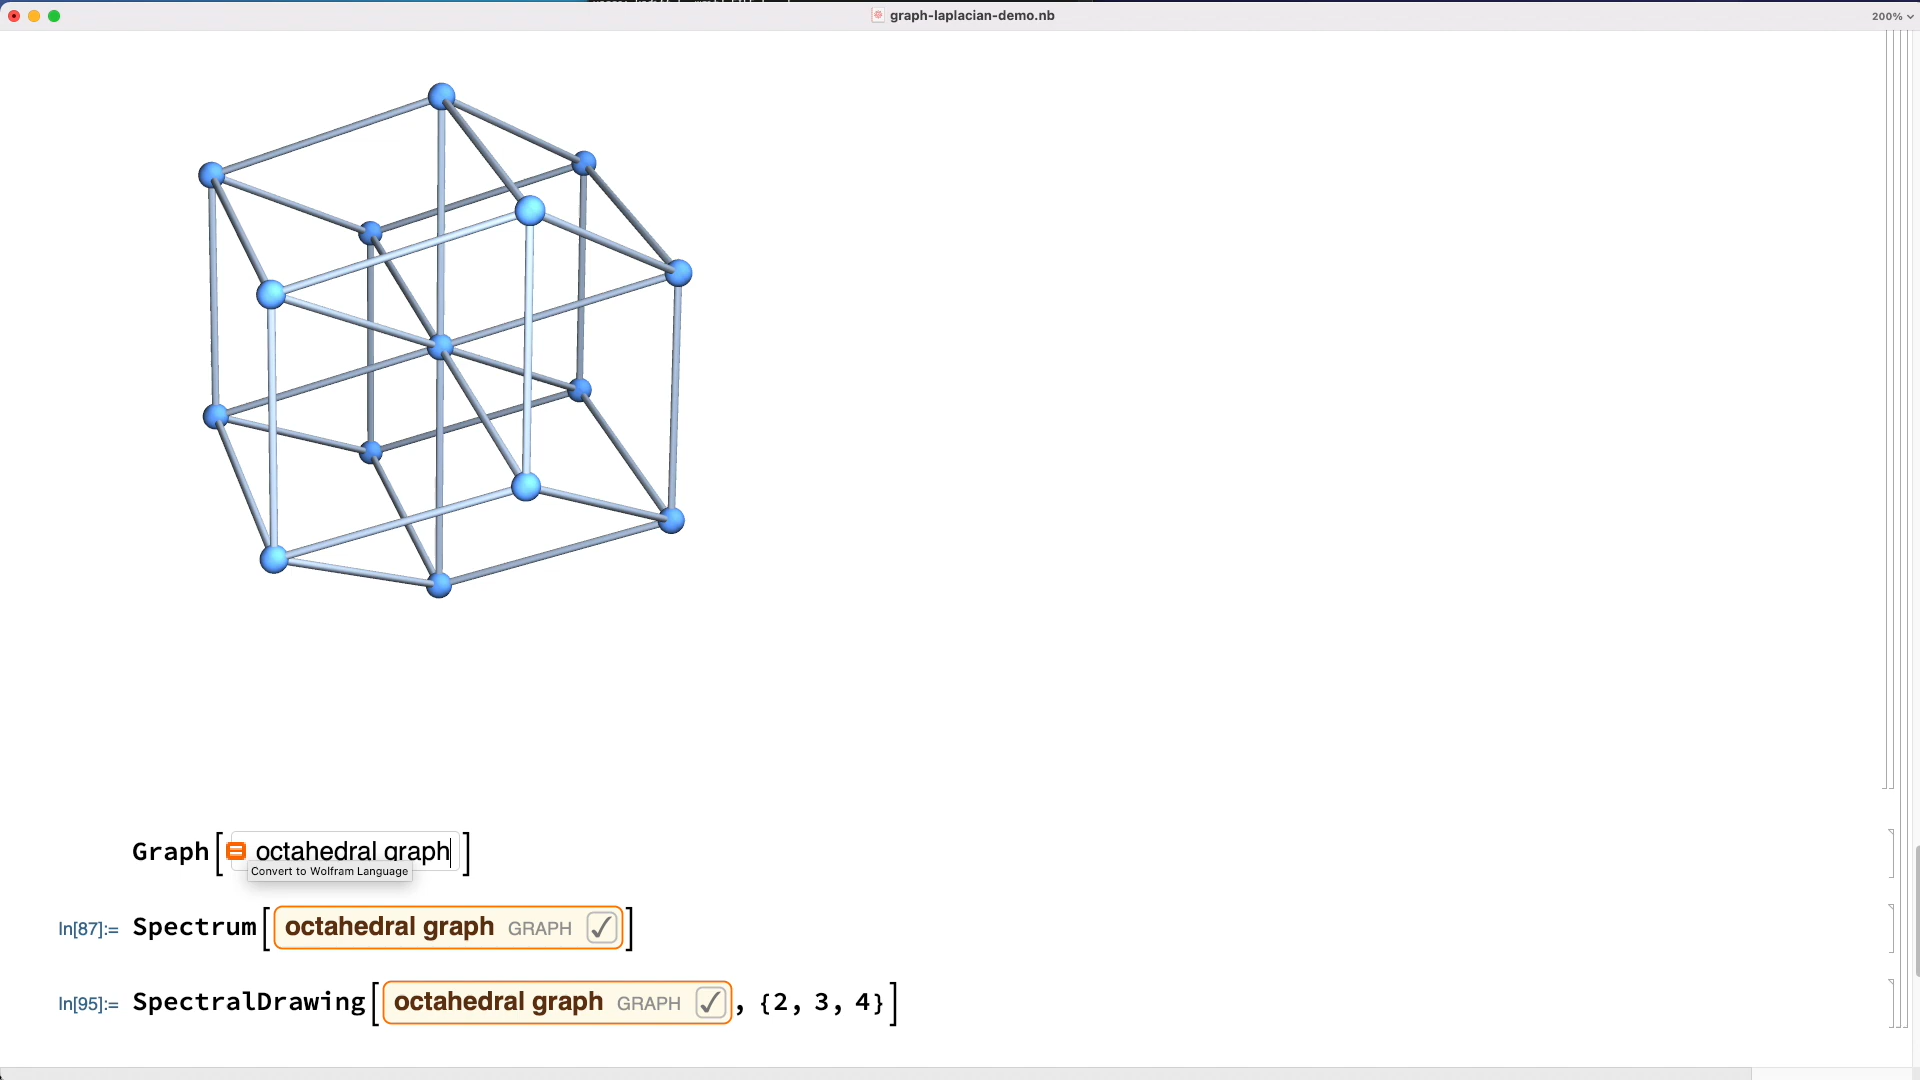 graph-laplacian-demo.nb
200%
Graph[octahedral graph]
Convert to Wolfram Language
In[87]:= Spectrum[octahedral graph GRAPH ✓]
In[95]:= SpectralDrawing[octahedral graph GRAPH ✓, {2, 3, 4}]